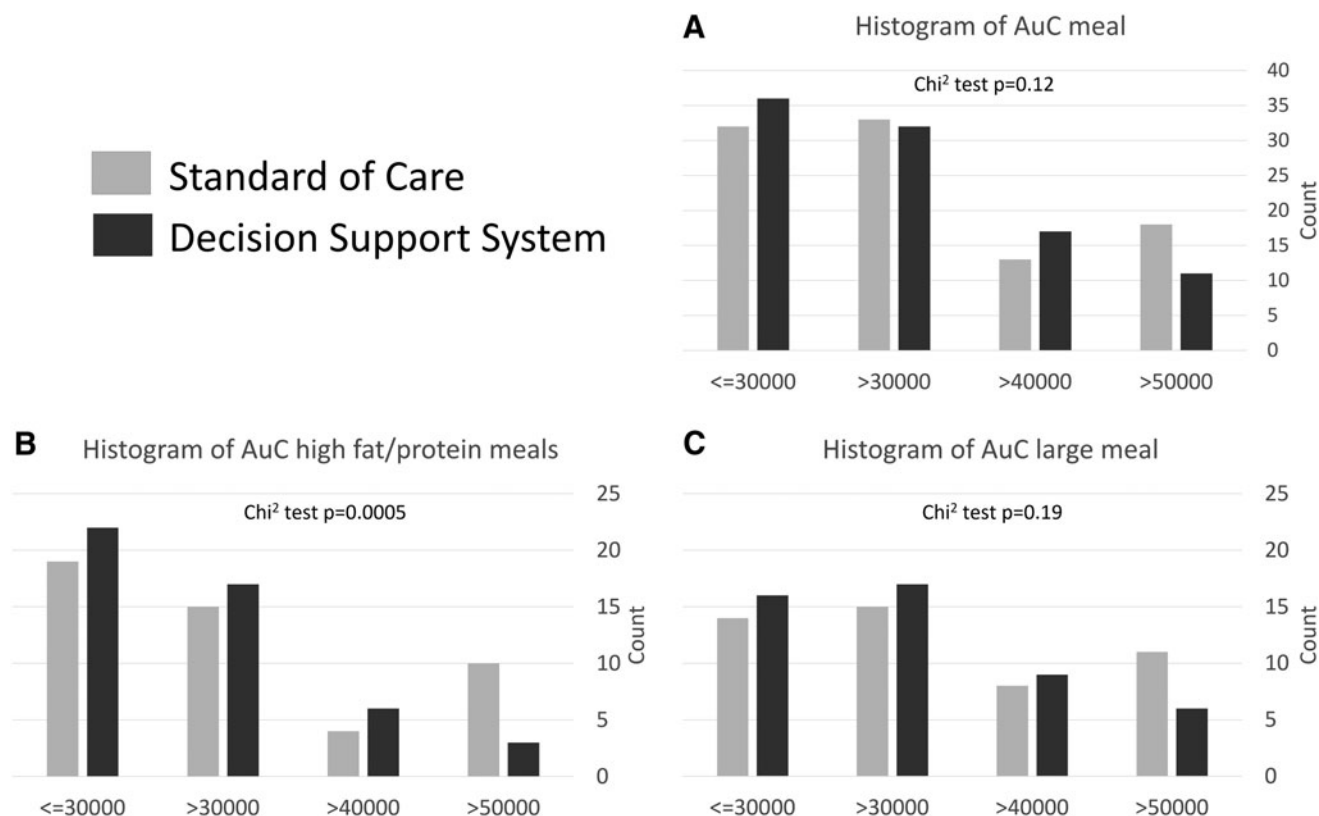 Standard of Care
Decision Support System
A
Histogram of AuC meal
Chi² test p=0.12
40
35
30
25
20
15
10
5
0
Count
<=30000 >30000 >40000 >50000
B
Histogram of AuC high fat/protein meals
Chi² test p=0.0005
25
20
15
10
5
0
Count
<=30000 >30000 >40000 >50000
C
Histogram of AuC large meal
Chi² test p=0.19
25
20
15
10
5
0
Count
<=30000 >30000 >40000 >50000